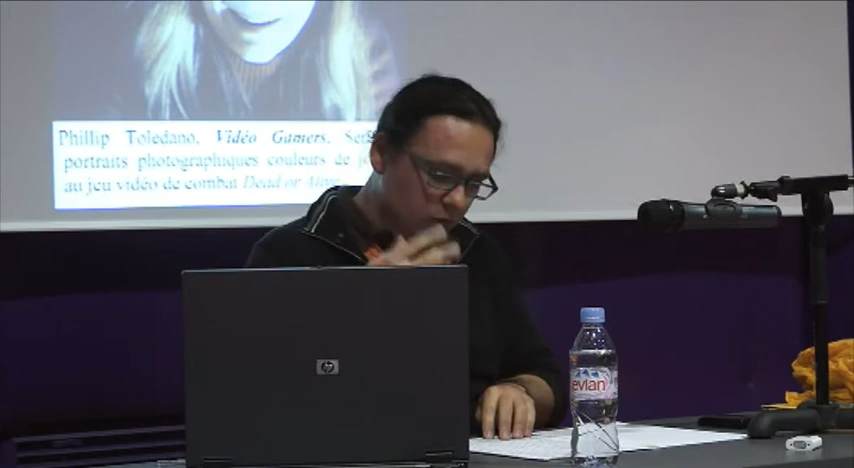 Phillip Toledano, Vidéo Gamers, 
portraits photographiques couleurs de
au jeu vidéo de combat Dead or Alive
hp
evian